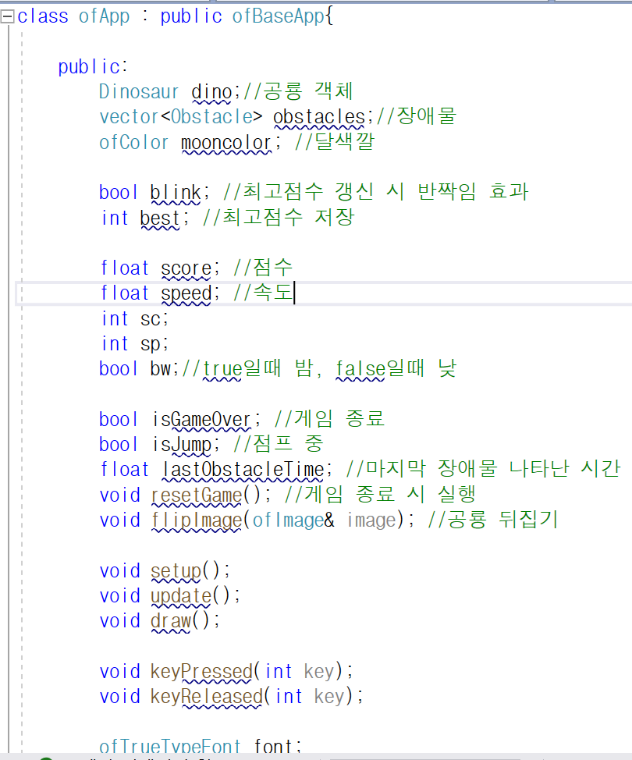 class ofApp : public ofBaseApp{
public:
Dinosaur dino;//공룡 객체
vector<Obstacle> obstacles;//장애물
ofColor mooncolor; //달색깔
bool blink; //최고점수 갱신 시 반짝임 효과
int best; //최고점수 저장
float score; //점수
float speed; //속도
int sc;
int sp;
bool bw;//true일때 밤, false일때 낮
bool isGameOver; //게임 종료
bool isJump; //점프 중
float lastObstacleTime; //마지막 장애물 나타난 시간
void resetGame(); //게임 종료 시 실행
void flipImage(ofImage& image); //공룡 뒤집기
void setup();
void update();
void draw();
void keyPressed(int key);
void keyReleased(int key);
ofTrueTypeFont font;